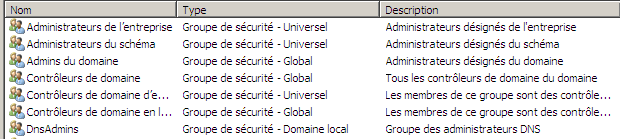 Nom Type Description
Administrateurs de l'entreprise Groupe de sécurité - Universel Administrateurs désignés de l'entreprise
Administrateurs du schéma Groupe de sécurité - Universel Administrateurs désignés du schéma
Admins du domaine Groupe de sécurité - Global Administrateurs désignés du domaine
Contrôleurs de domaine Groupe de sécurité - Global Tous les contrôleurs de domaine du domaine
Contrôleurs de domaine d'e... Groupe de sécurité - Universel Les membres de ce groupe sont des contrôle...
Contrôleurs de domaine en l... Groupe de sécurité - Global Les membres de ce groupe sont des contrôle...
DnsAdmins Groupe de sécurité - Domaine local Groupe des administrateurs DNS